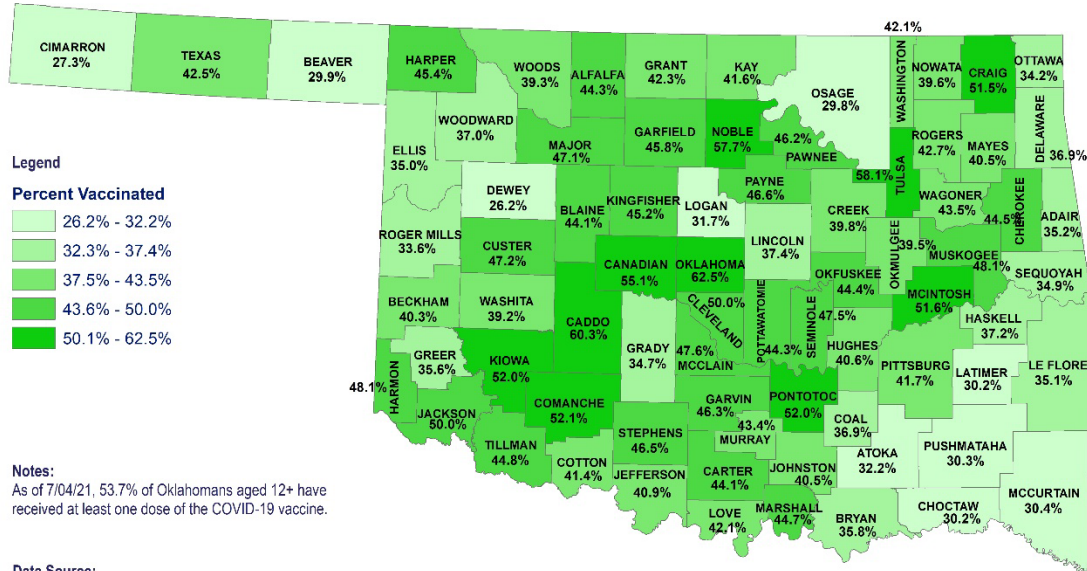 42.1%
CIMARRON
27.3%
TEXAS
42.5%
BEAVER
29.9%
HARPER
45.4%
WOODS
39.3%
ALFALFA
44.3%
GRANT
42.3%
KAY
41.6%
OSAGE
29.8%
WASHINGTON
NOWATA
39.6%
CRAIG
51.5%
OTTAWA
34.2%
WOODWARD
37.0%
ELLIS
35.0%
MAJOR
47.1%
GARFIELD
45.8%
NOBLE
57.7%
46.2%
PAWNEE
ROGERS
42.7%
MAYES
40.5%
DELAWARE
36.9%
Legend
Percent Vaccinated
26.2% - 32.2%
32.3% - 37.4%
37.5% - 43.5%
43.6% - 50.0%
50.1% - 62.5%
DEWEY
26.2%
BLAINE
44.1%
KINGFISHER
45.2%
LOGAN
31.7%
PAYNE
46.6%
58.1%
TULSA
WAGONER
43.5%
44.5%
CHEROKEE
ADAIR
35.2%
ROGER MILLS
33.6%
CUSTER
47.2%
CANADIAN
55.1%
OKLAHOMA
62.5%
LINCOLN
37.4%
CREEK
39.8%
OKMULGEE
39.5%
MUSKOGEE
48.1%
SEQUOYAH
34.9%
BECKHAM
40.3%
WASHITA
39.2%
CADDO
60.3%
GRADY
34.7%
50.0%
CLEVELAND
POTTAWATOMIE
44.3%
SEMINOLE
47.5%
OKFUSKEE
44.4%
MCINTOSH
51.6%
HASKELL
37.2%
GREER
35.6%
KIOWA
52.0%
47.6%
MCCLAIN
HUGHES
40.6%
PITTSBURG
41.7%
LATIMER
30.2%
LE FLORE
35.1%
48.1%
HARMON
JACKSON
50.0%
COMANCHE
52.1%
GARVIN
46.3%
PONTOTOC
52.0%
COAL
36.9%
TILLMAN
44.8%
COTTON
41.4%
STEPHENS
46.5%
43.4%
MURRAY
JOHNSTON
40.5%
ATOKA
32.2%
PUSHMATAHA
30.3%
JEFFERSON
40.9%
CARTER
44.1%
LOVE
42.1%
MARSHALL
44.7%
BRYAN
35.8%
CHOCTAW
30.2%
MCCURTAIN
30.4%
Notes:
As of 7/04/21, 53.7% of Oklahomans aged 12+ have
received at least one dose of the COVID-19 vaccine.
Data Source: